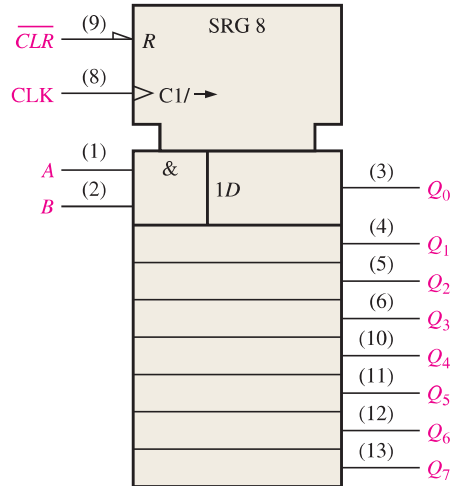 SRG 8
(9)
C̅L̅R̅ R
(8)
CLK C1/→
(1)
A &
(2)
B 1D
(3)
Q₀
(4)
Q₁
(5)
Q₂
(6)
Q₃
(10)
Q₄
(11)
Q₅
(12)
Q₆
(13)
Q₇